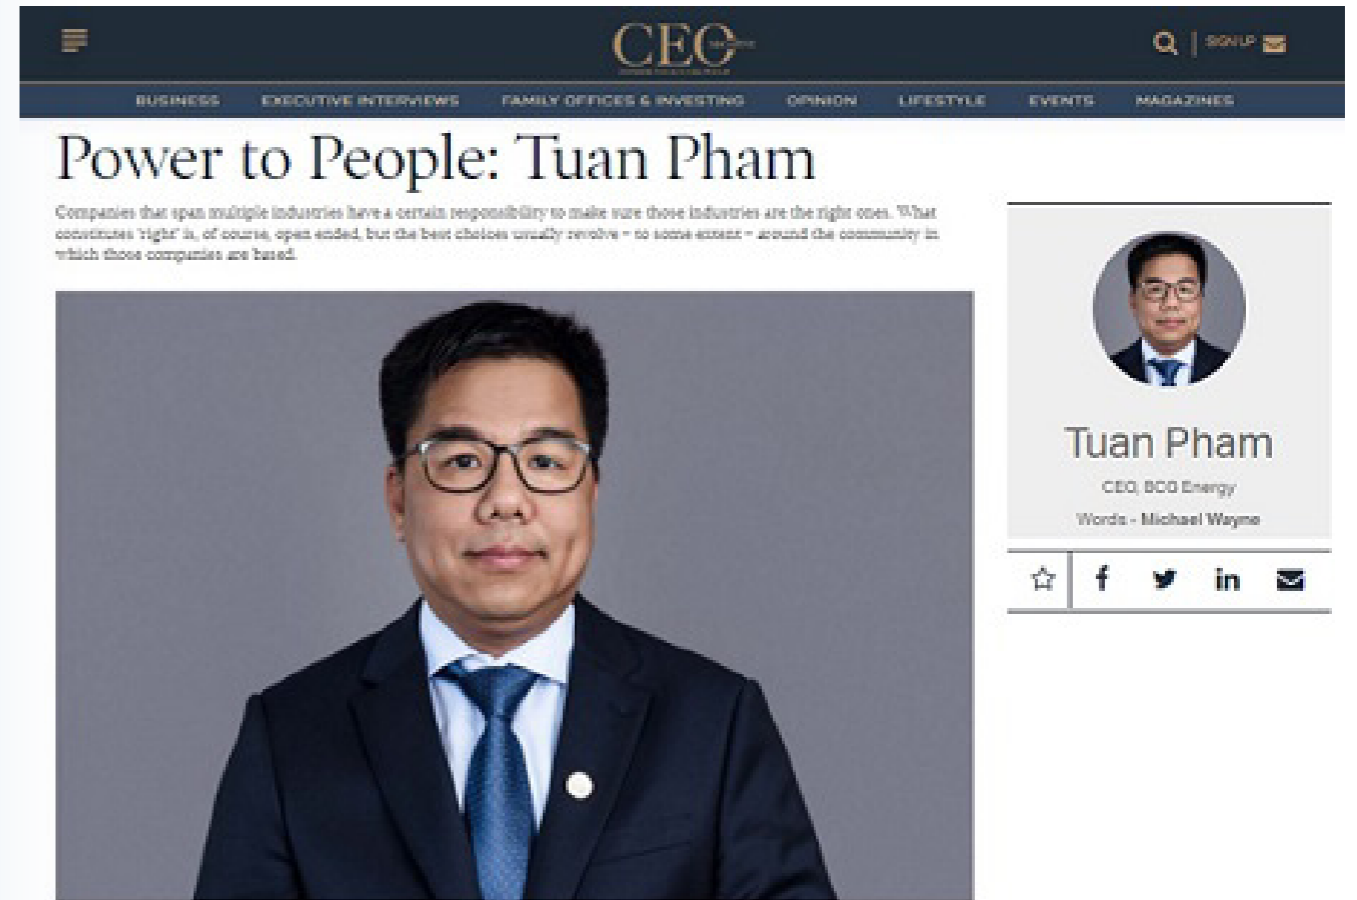 CEO
SIGN UP
BUSINESS EXECUTIVE INTERVIEWS FAMILY OFFICES & INVESTING OPINION LIFESTYLE EVENTS MAGAZINES
Power to People: Tuan Pham
Companies that span multiple industries have a certain responsibility to make sure those industries are the right ones. What
constitutes 'right' is, of course, open ended, but the best choices usually revolve – to some extent – around the community in
which those companies are based.
Tuan Pham
CEO, BCG Energy
Words - Michael Wayne